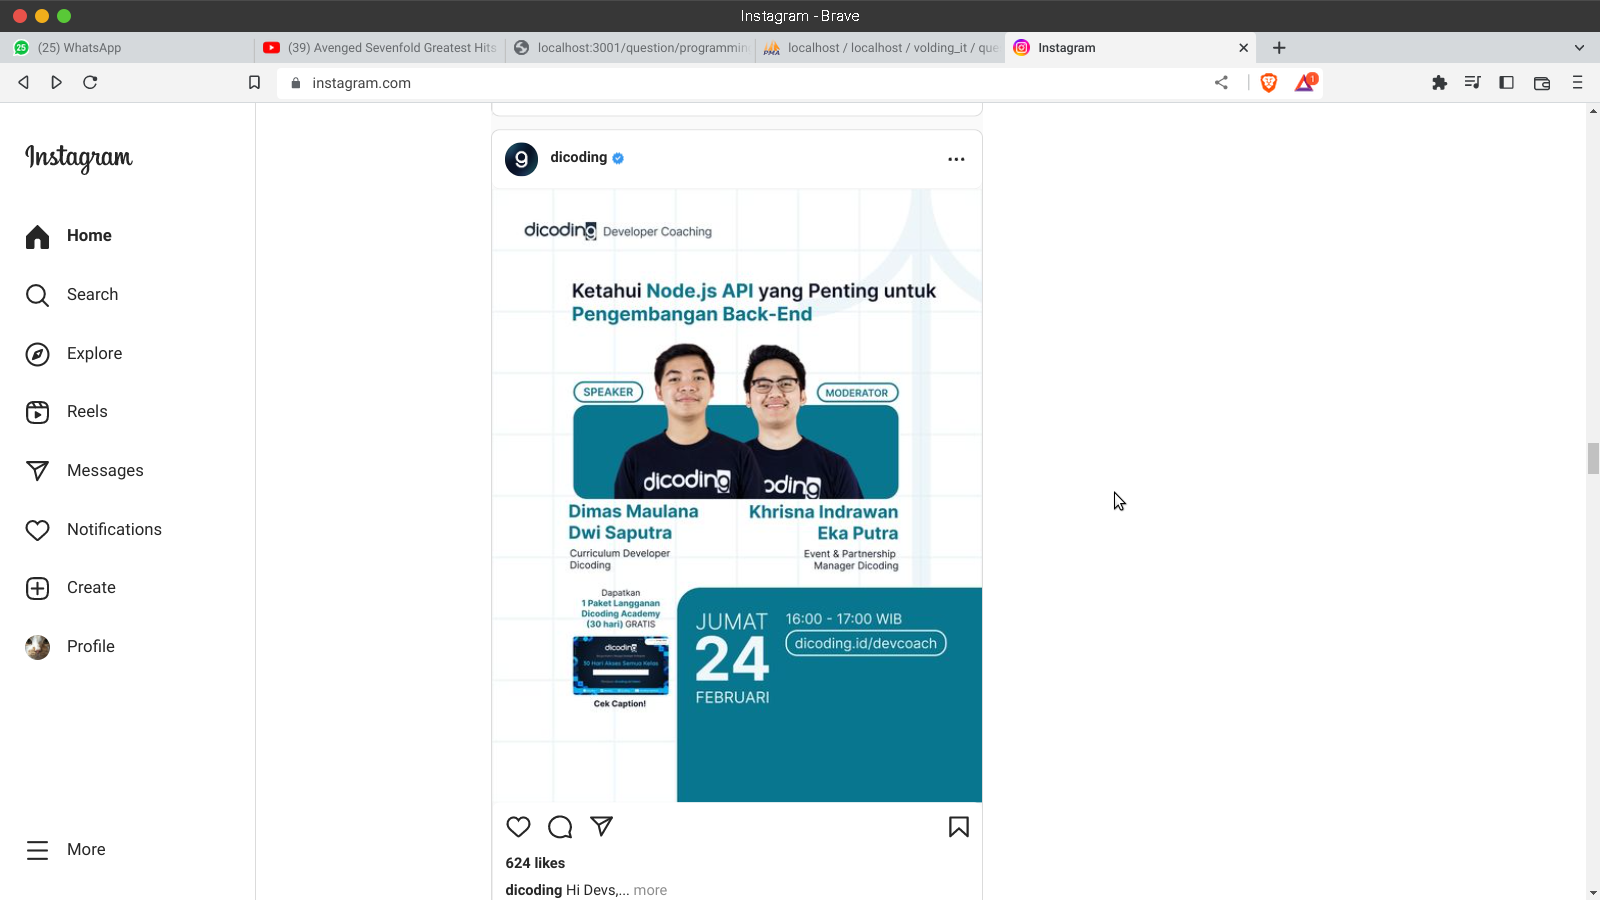 Instagram - Brave
25
(25) WhatsApp
(39) Avenged Sevenfold Greatest Hits
localhost:3001/question/programmin
PMA
localhost / localhost / volding_it / que
Instagram
instagram.com
1
Instagram
Home
Search
Explore
Reels
Messages
Notifications
Create
Profile
More
dicoding
dicoding Developer Coaching
Ketahui Node.js API yang Penting untuk
Pengembangan Back-End
SPEAKER
MODERATOR
dicoding
oding
Dimas Maulana
Dwi Saputra
Curriculum Developer
Dicoding
Khrisna Indrawan
Eka Putra
Event & Partnership
Manager Dicoding
Dapatkan
1 Paket Langganan
Dicoding Academy
(30 hari) GRATIS
dicoding
30 Hari Akses Semua Kelas
Cek Caption!
JUMAT
24
FEBRUARI
16:00 - 17:00 WIB
dicoding.id/devcoach
624 likes
dicoding Hi Devs,... more